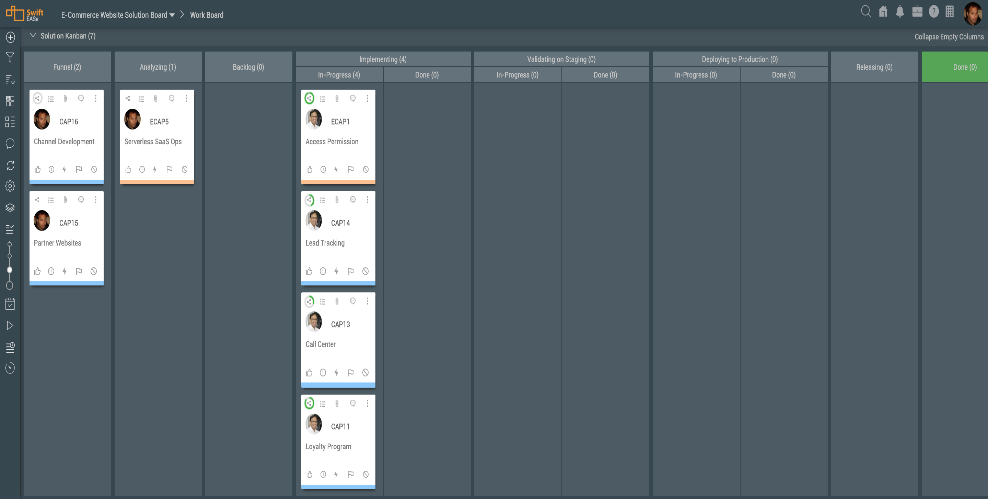 Swift
EASe
E-Commerce Website Solution Board
Work Board
Solution Kanban (7)
Collapse Empty Columns
Funnel (2)
Analyzing (1)
Backlog (0)
Implementing (4)
In-Progress (4)
Done (0)
Validating on Staging (0)
In-Progress (0)
Done (0)
Deploying to Production (0)
In-Progress (0)
Done (0)
Releasing (0)
Done (0)
CAP16
Channel Development
CAP15
Partner Websites
ECAP5
Serverless SaaS Ops
ECAP1
Access Permission
CAP14
Lead Tracking
CAP13
Call Center
CAP11
Loyalty Program